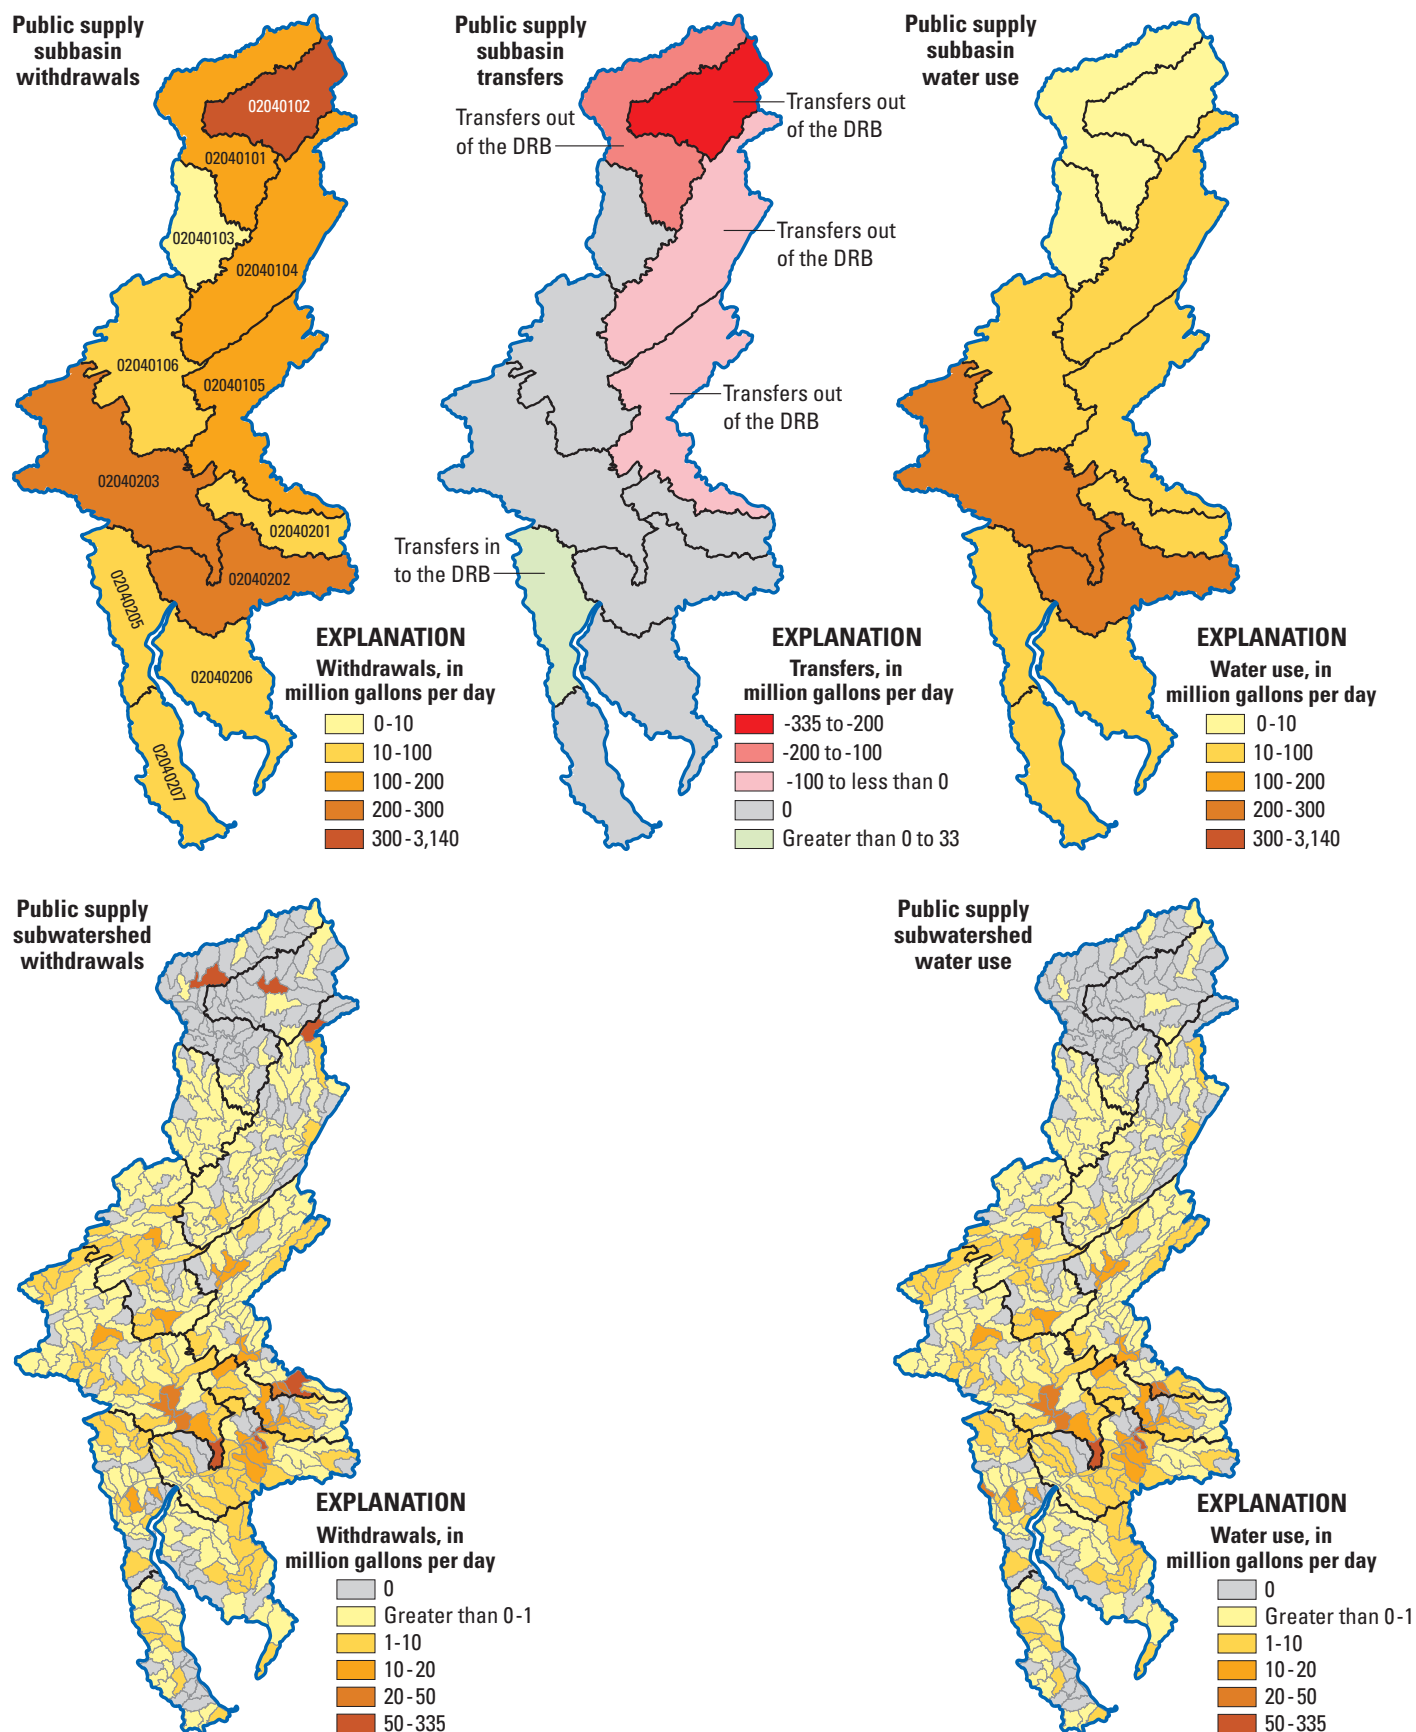 Public supply
subbasin
withdrawals
02040102
02040101
02040103
02040104
02040106
02040105
02040203
02040201
02040202
02040205
02040206
02040207
EXPLANATION
Withdrawals, in
million gallons per day
0-10
10-100
100-200
200-300
300-3,140
Public supply
subbasin
transfers
Transfers out
of the DRB
Transfers out
of the DRB
Transfers out
of the DRB
Transfers out
of the DRB
Transfers in
to the DRB
EXPLANATION
Transfers, in
million gallons per day
-335 to -200
-200 to -100
-100 to less than 0
0
Greater than 0 to 33
Public supply
subbasin
water use
EXPLANATION
Water use, in
million gallons per day
0-10
10-100
100-200
200-300
300-3,140
Public supply
subwatershed
withdrawals
EXPLANATION
Withdrawals, in
million gallons per day
0
Greater than 0-1
1-10
10-20
20-50
50-335
Public supply
subwatershed
water use
EXPLANATION
Water use, in
million gallons per day
0
Greater than 0-1
1-10
10-20
20-50
50-335